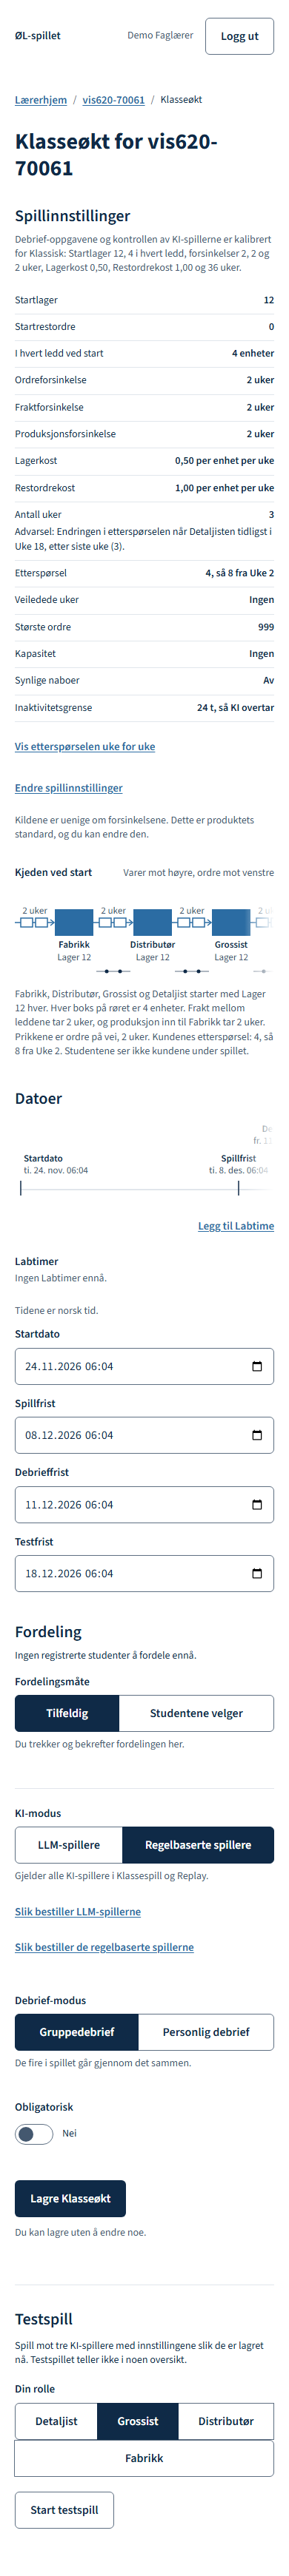 ØL-spillet
Demo Faglærer
Logg ut
Lærerhjem / vis620-70061 / Klasseøkt
Klasseøkt for vis620-
70061
Spillinnstillinger
Debrief-oppgavene og kontrollen av KI-spillerne er kalibrert
for Klassisk: Startlager 12, 4 i hvert ledd, forsinkelser 2, 2 og
2 uker, Lagerkost 0,50, Restordrekost 1,00 og 36 uker.
Startlager 12
Startrestordre 0
I hvert ledd ved start 4 enheter
Ordreforsinkelse 2 uker
Fraktforsinkelse 2 uker
Produksjonsforsinkelse 2 uker
Lagerkost 0,50 per enhet per uke
Restordrekost 1,00 per enhet per uke
Antall uker 3
Advarsel: Endringen i etterspørselen når Detaljisten tidligst i
Uke 18, etter siste uke (3).
Etterspørsel 4, så 8 fra Uke 2
Veiledede uker Ingen
Største ordre 999
Kapasitet Ingen
Synlige naboer Av
Inaktivitetsgrense 24 t, så KI overtar
Vis etterspørselen uke for uke
Endre spillinnstillinger
Kildene er uenige om forsinkelsene. Dette er produktets
standard, og du kan endre den.
Kjeden ved start Varer mot høyre, ordre mot venstre
2 uker 2 uker 2 uker
Fabrikk Distributør Grossist
Lager 12 Lager 12 Lager 12
Fabrikk, Distributør, Grossist og Detaljist starter med Lager
12 hver. Hver boks på røret er 4 enheter. Frakt mellom
leddene tar 2 uker, og produksjon inn til Fabrikk tar 2 uker.
Prikkene er ordre på vei, 2 uker. Kundenes etterspørsel: 4, så
8 fra Uke 2. Studentene ser ikke kundene under spillet.
Datoer
De
fr. 1
Startdato Spillfrist
ti. 24. nov. 06:04 ti. 8. des. 06:04
Legg til Labtime
Labtimer
Ingen Labtimer ennå.
Tidene er norsk tid.
Startdato
24.11.2026 06:04
Spillfrist
08.12.2026 06:04
Debrieffrist
11.12.2026 06:04
Testfrist
18.12.2026 06:04
Fordeling
Ingen registrerte studenter å fordele ennå.
Fordelingsmåte
Tilfeldig Studentene velger
Du trekker og bekrefter fordelingen her.
KI-modus
LLM-spillere Regelbaserte spillere
Gjelder alle KI-spillere i Klassespill og Replay.
Slik bestiller LLM-spillerne
Slik bestiller de regelbaserte spillerne
Debrief-modus
Gruppedebrief Personlig debrief
De fire i spillet går gjennom det sammen.
Obligatorisk
Nei
Lagre Klasseøkt
Du kan lagre uten å endre noe.
Testspill
Spill mot tre KI-spillere med innstillingene slik de er lagret
nå. Testspillet teller ikke i noen oversikt.
Din rolle
Detaljist Grossist Distributør
Fabrikk
Start testspill